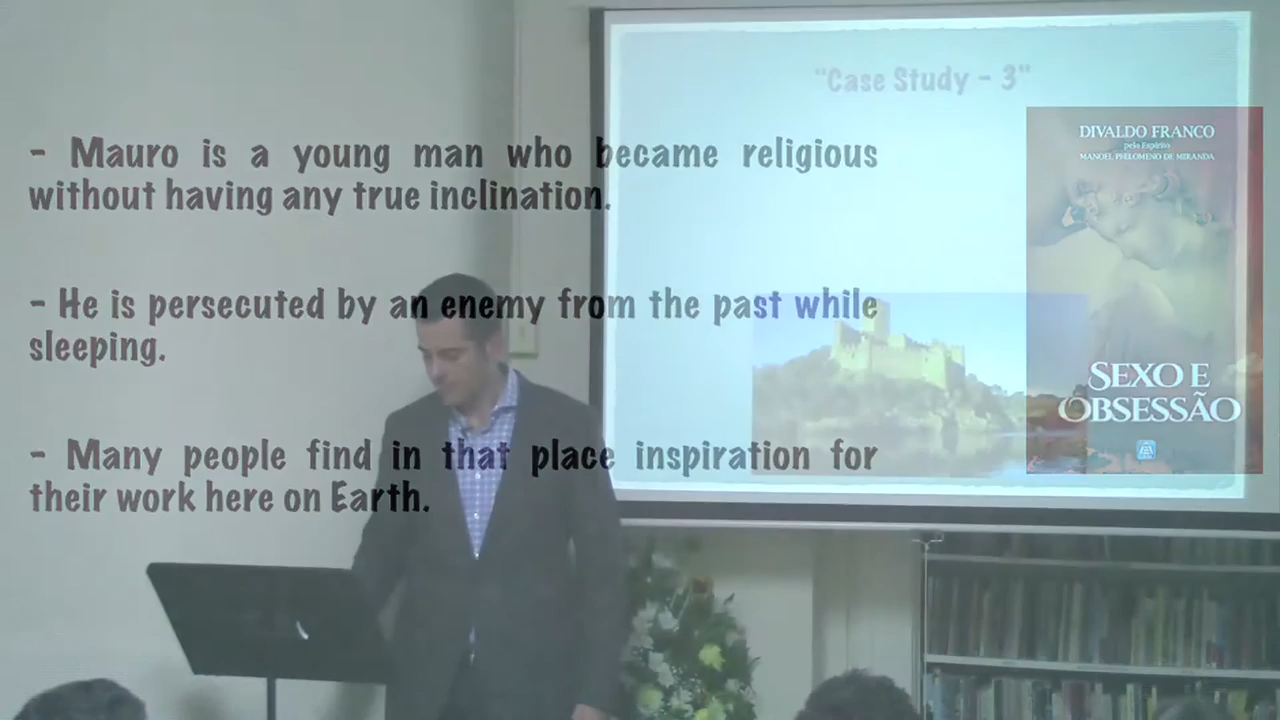 "Case Study - 3"
- Mauro is a young man who became religious
without having any true inclination.
- He is persecuted by an enemy from the past while
sleeping.
- Many people find in that place inspiration for
their work here on Earth.
DIVALDO FRANCO
pelo Espírito
MANOEL PHILOMENO DE MIRANDA
SEXO E
OBSESSÃO